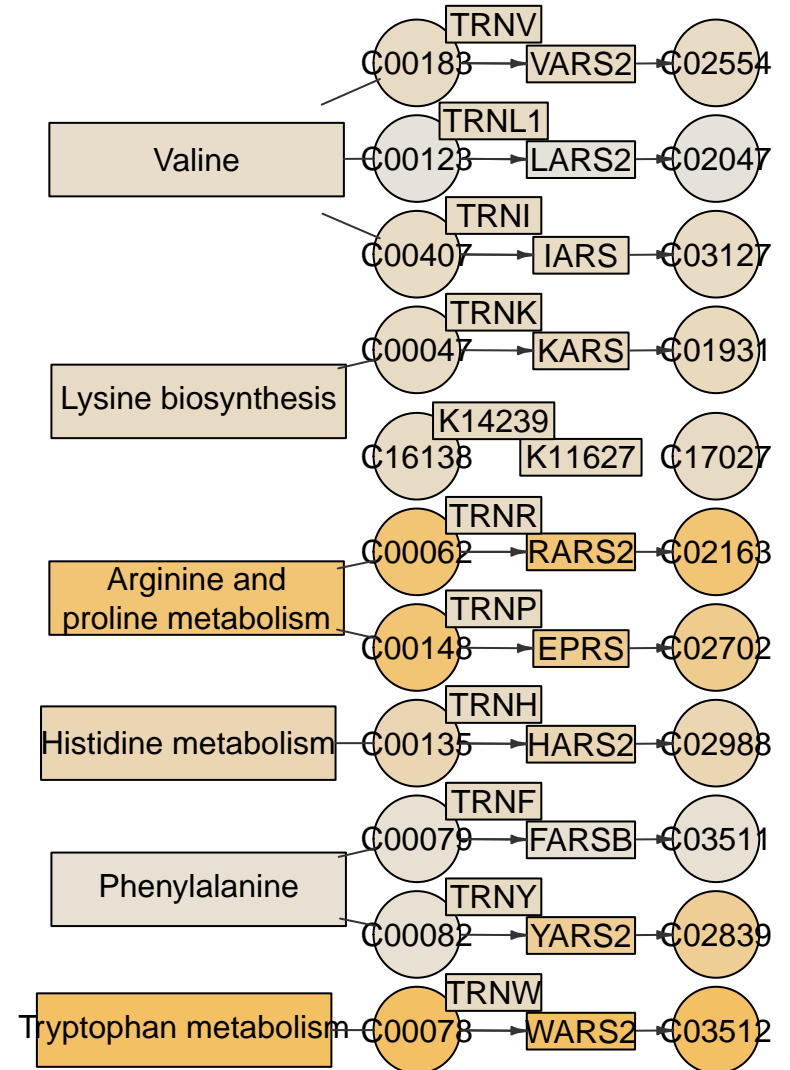 TRNV
C00183
VARS2
C02554
TRNL1
Valine
C00123
LARS2
C02047
TRNI
C00407
IARS
C03127
TRNK
C00047
KARS
C01931
Lysine biosynthesis
K14239
C16138
K11627
C17027
TRNR
C00062
RARS2
C02163
Arginine and
proline metabolism
TRNP
C00148
EPRS
C02702
TRNH
Histidine metabolism
C00135
HARS2
C02988
TRNF
C00079
FARSB
C03511
Phenylalanine
TRNY
C00082
YARS2
C02839
TRNW
Tryptophan metabolism
C00078
WARS2
C03512